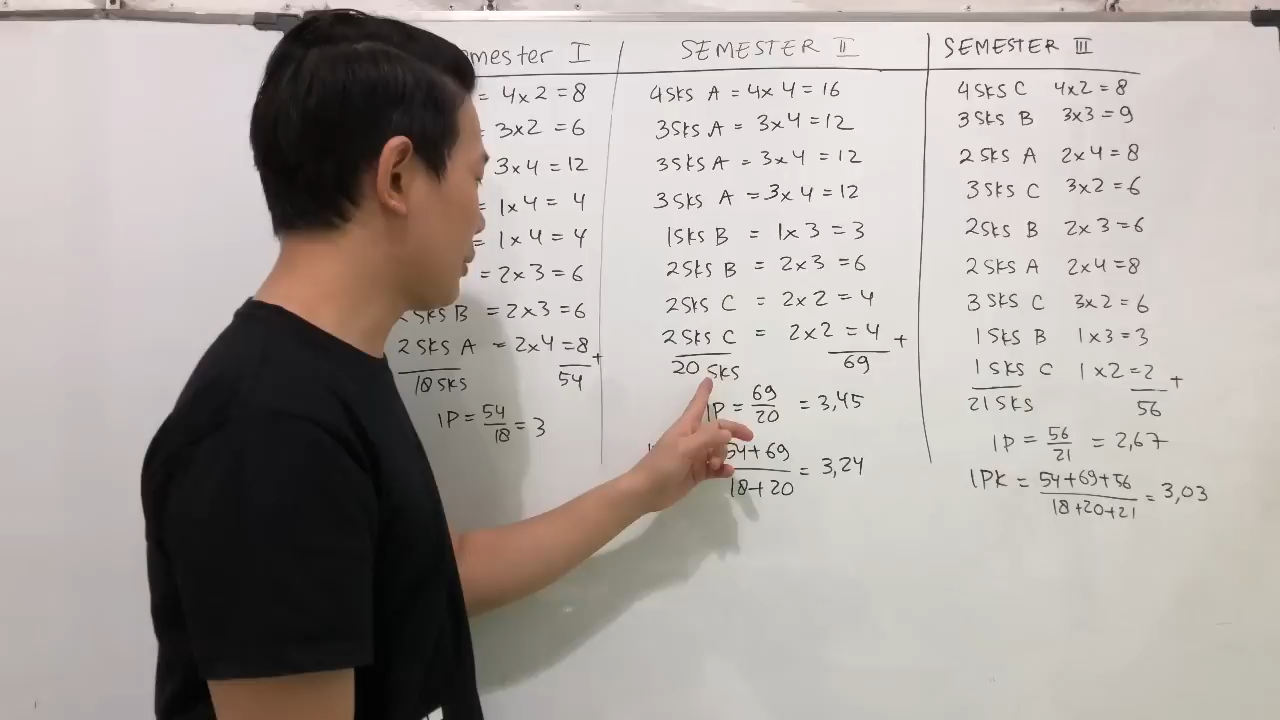 emester I
= 4x2 = 8
= 3x2 = 6
3x4 = 12
= 1x4 = 4
= 1x4 = 4
= 2x3 = 6
SKS B = 2x3 = 6
2 SKS A = 2x4 = 8 +
18 SKS 54
IP = 54/18 = 3
SEMESTER II
4 SKS A = 4x4 = 16
3 SKS A = 3x4 = 12
3 SKS A = 3x4 = 12
3 SKS A = 3x4 = 12
1 SKS B = 1x3 = 3
2 SKS B = 2x3 = 6
2 SKS C = 2x2 = 4
2 SKS C = 2x2 = 4 +
20 SKS 69
IP = 69/20 = 3,45
54+69/18+20 = 3,24
SEMESTER III
4 SKS C 4x2 = 8
3 SKS B 3x3 = 9
2 SKS A 2x4 = 8
3 SKS C 3x2 = 6
2 SKS B 2x3 = 6
2 SKS A 2x4 = 8
3 SKS C 3x2 = 6
1 SKS B 1x3 = 3
1 SKS C 1x2 = 2 +
21 SKS 56
IP = 56/21 = 2,67
IPK = 54+69+56/18+20+21 = 3,03